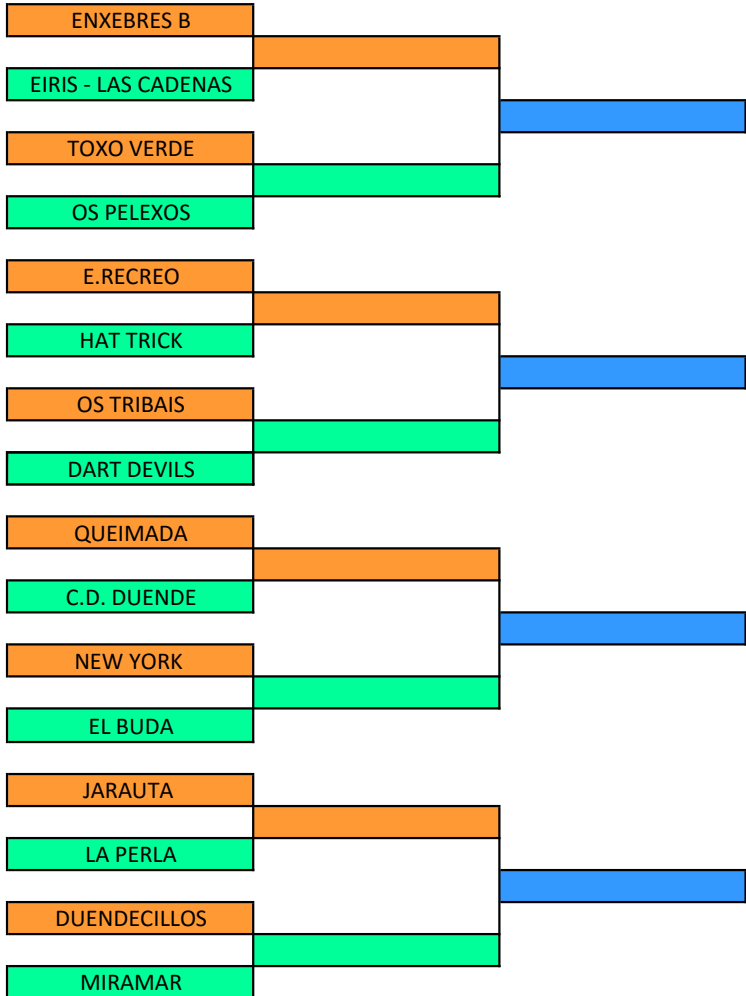 ENXEBRES B
EIRIS - LAS CADENAS
TOXO VERDE
OS PELEXOS
E.RECREO
HAT TRICK
OS TRIBAIS
DART DEVILS
QUEIMADA
C.D. DUENDE
NEW YORK
EL BUDA
JARAUTA
LA PERLA
DUENDECILLOS
MIRAMAR